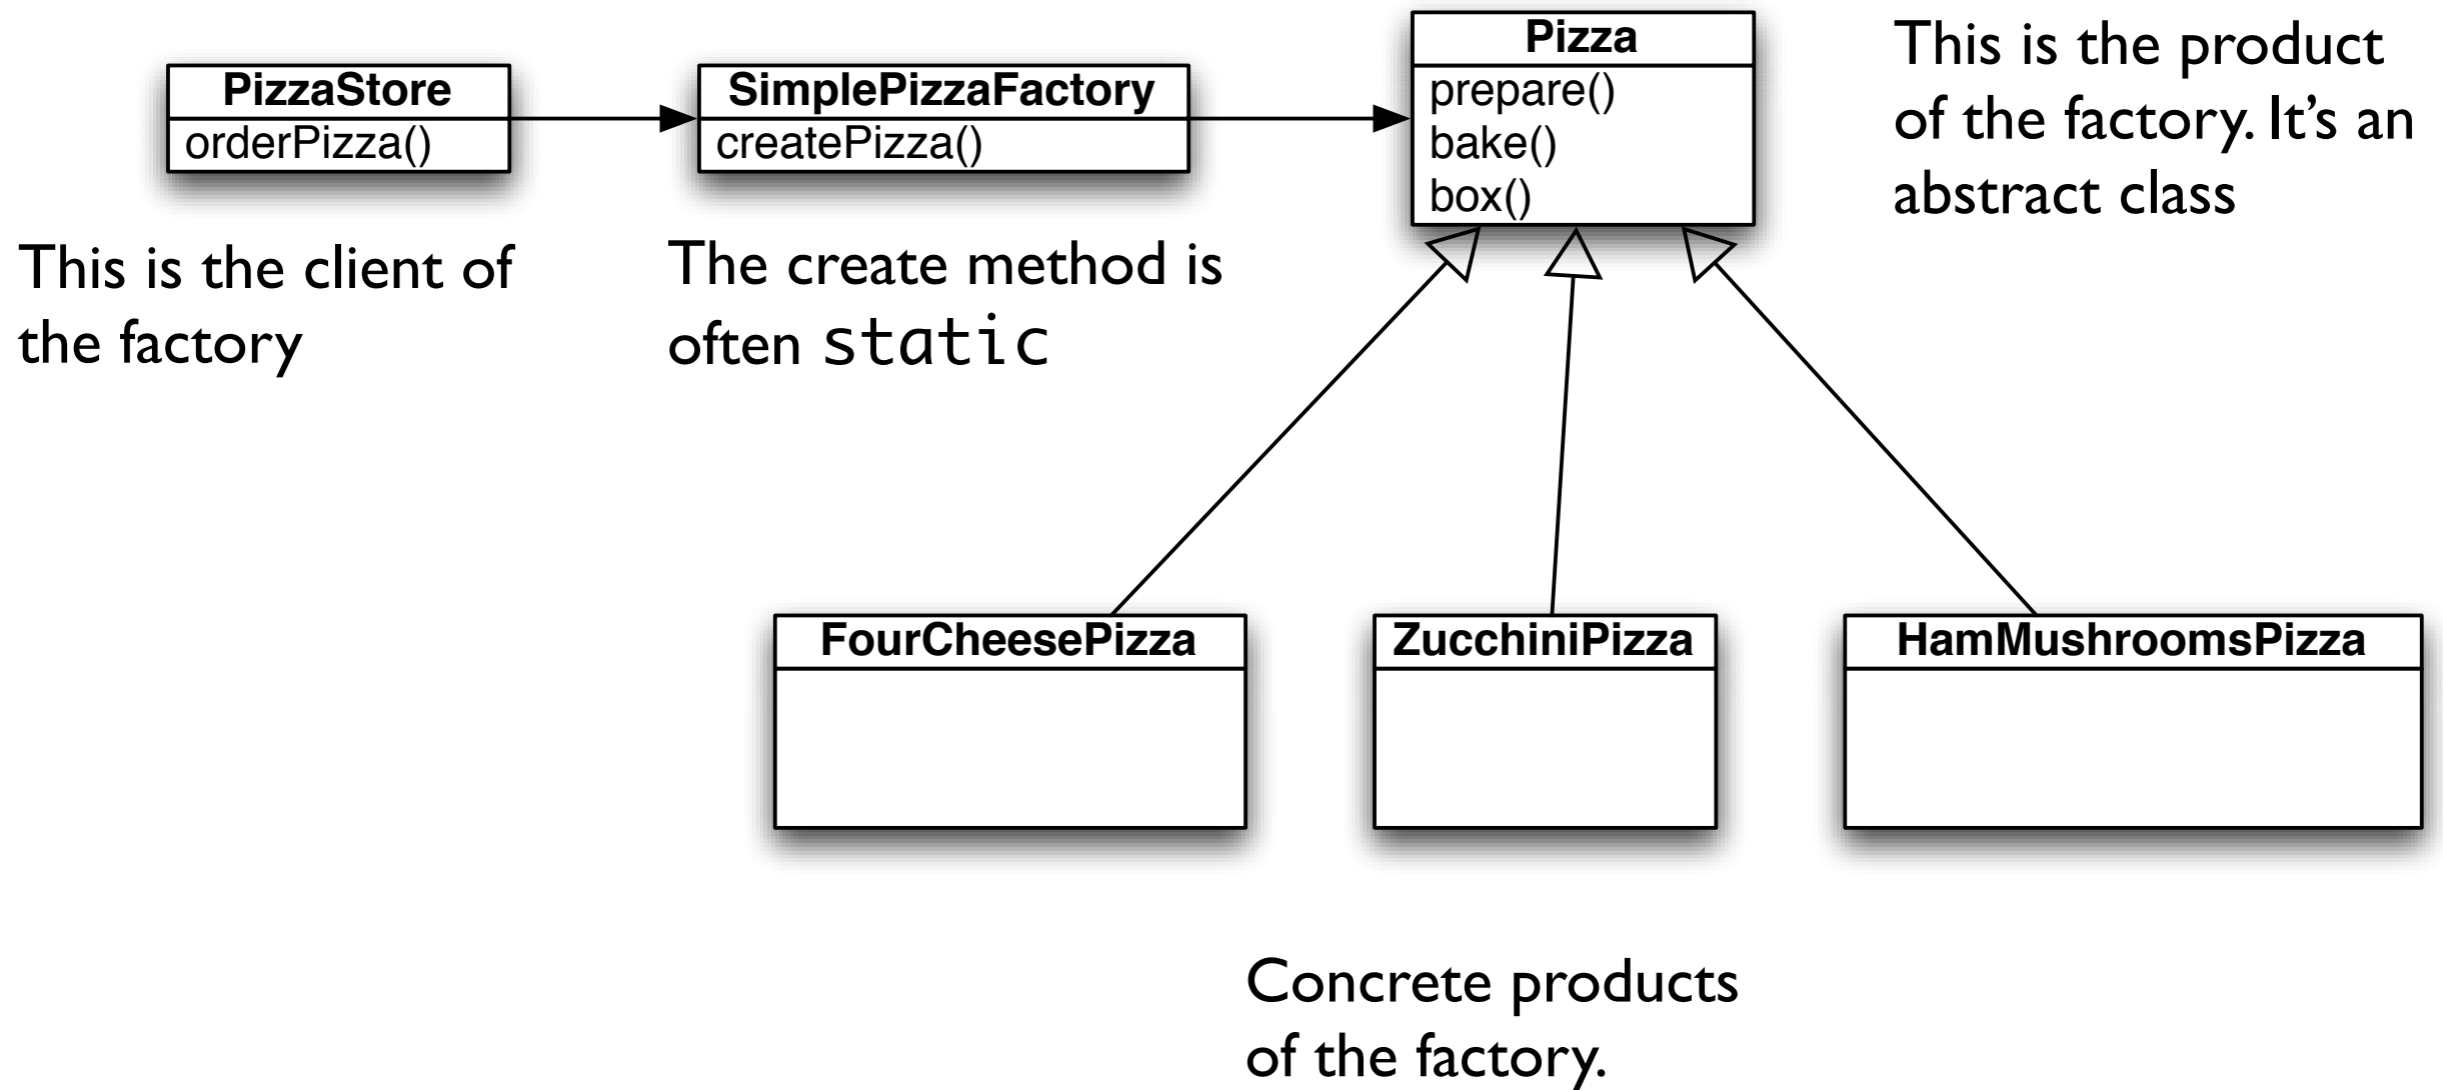 PizzaStore
orderPizza()
This is the client of
the factory
SimplePizzaFactory
createPizza()
The create method is
often static
Pizza
prepare()
bake()
box()
This is the product
of the factory. It’s an
abstract class
FourCheesePizza
ZucchiniPizza
HamMushroomsPizza
Concrete products
of the factory.